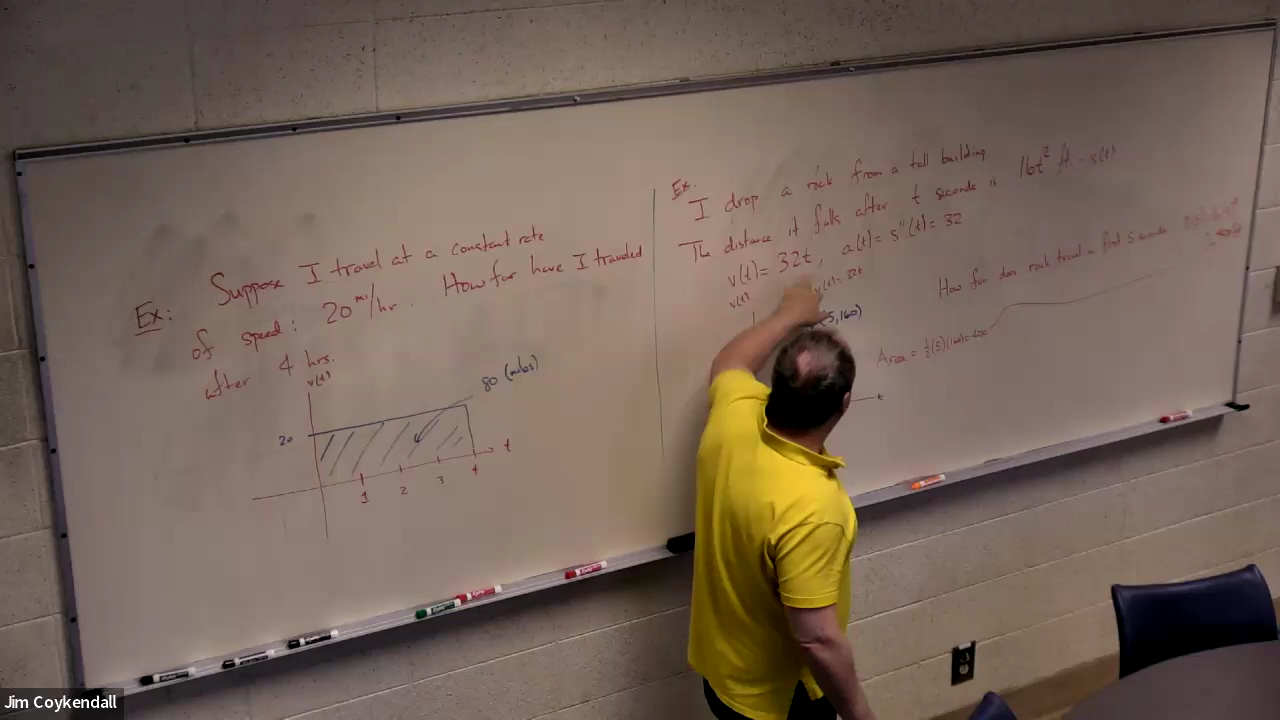 Ex: Suppose I travel at a constant rate
of speed: 20 mi/hr. How far have I traveled
after 4 hrs.
v(t)
80 (miles)
20
t
1 2 3 4
Ex. I drop a rock from a tall building
The distance it falls after t seconds is 16t² ft. = s(t)
v(t) = 32t, a(t) = s"(t) = 32
v(t)
v(t) = 32t
(5,160)
How far does rock travel in first 5 seconds
Area = ½(5)(160) = 400
t
Jim Coykendall